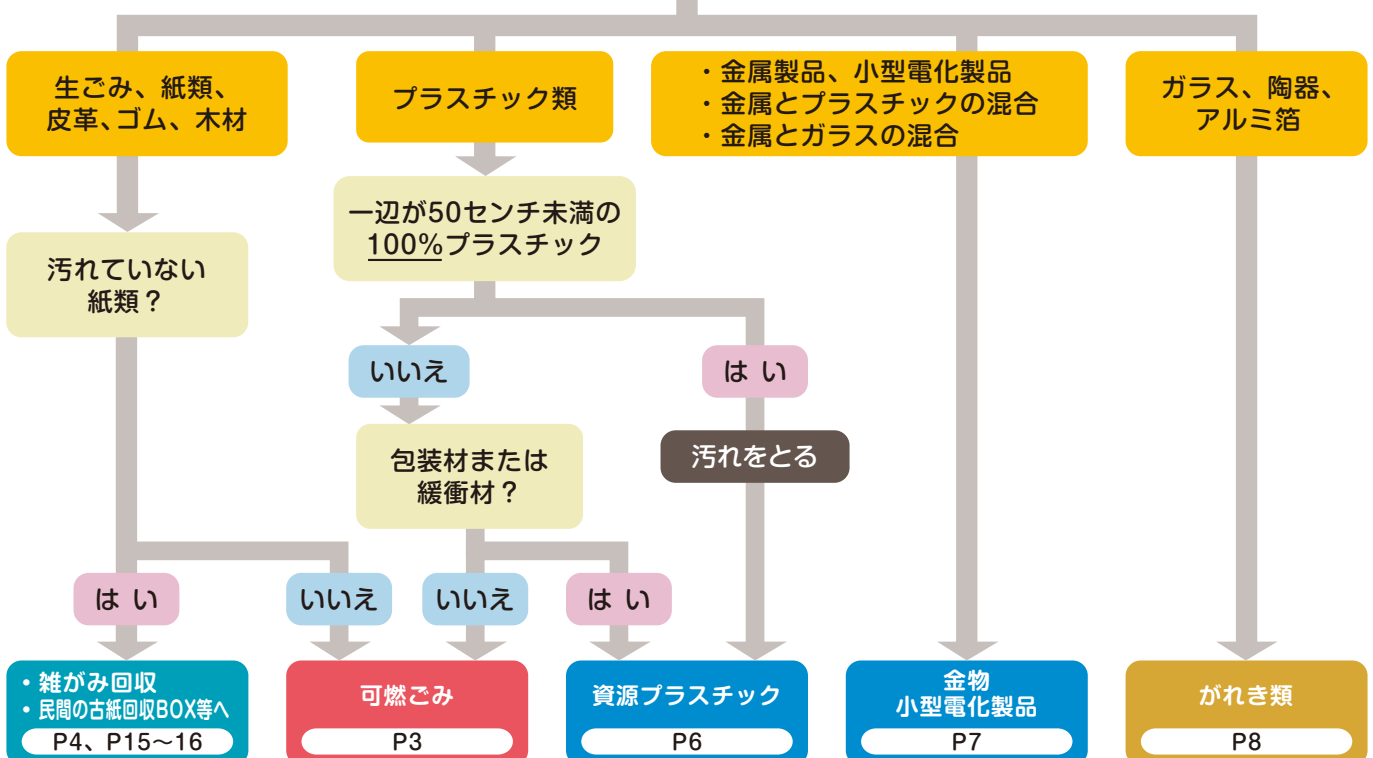 生ごみ、紙類、
皮革、ゴム、木材
プラスチック類
・金属製品、小型電化製品
・金属とプラスチックの混合
・金属とガラスの混合
ガラス、陶器、
アルミ箔
一辺が50センチ未満の
100%プラスチック
汚れていない
紙類？
いいえ
はい
包装材または
緩衝材？
汚れをとる
はい
いいえ
いいえ
はい
・雑がみ回収
・民間の古紙回収BOX等へ
P4、P15～16
可燃ごみ
P3
資源プラスチック
P6
金物
小型電化製品
P7
がれき類
P8